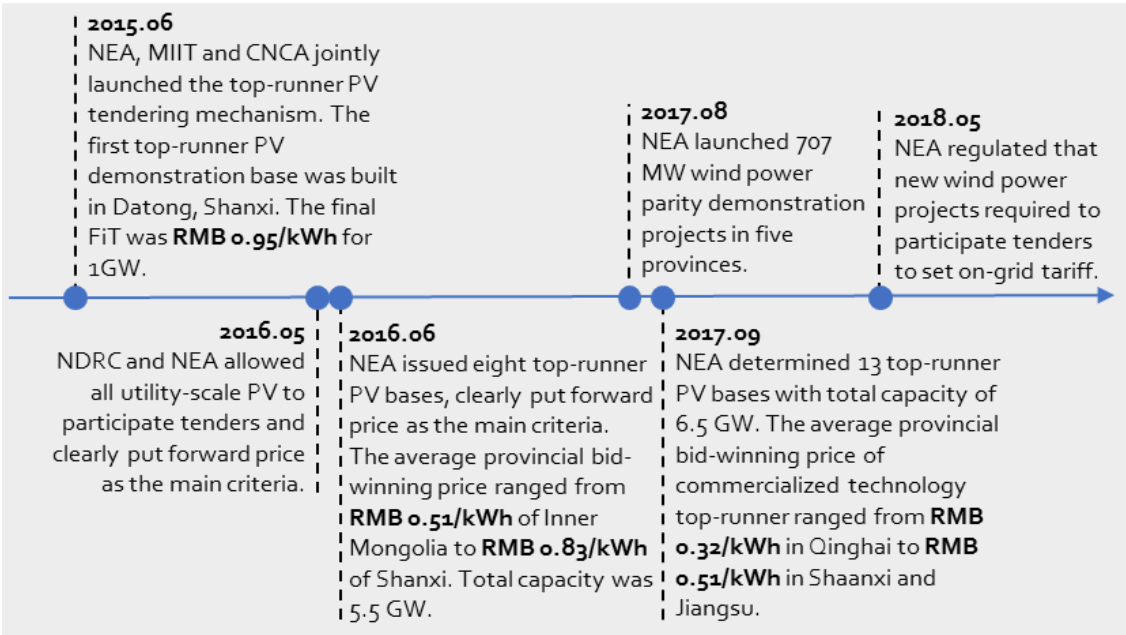 2015.06
NEA, MIIT and CNCA jointly
launched the top-runner PV
tendering mechanism. The
first top-runner PV
demonstration base was built
in Datong, Shanxi. The final
FiT was RMB 0.95/kWh for
1GW.
2016.05
NDRC and NEA allowed
all utility-scale PV to
participate tenders and
clearly put forward price
as the main criteria.
2016.06
NEA issued eight top-runner
PV bases, clearly put forward
price as the main criteria.
The average provincial bid-
winning price ranged from
RMB 0.51/kWh of Inner
Mongolia to RMB 0.83/kWh
of Shanxi. Total capacity was
5.5 GW.
2017.08
NEA launched 707
MW wind power
parity demonstration
projects in five
provinces.
2017.09
NEA determined 13 top-runner
PV bases with total capacity of
6.5 GW. The average provincial
bid-winning price of
commercialized technology
top-runner ranged from RMB
0.32/kWh in Qinghai to RMB
0.51/kWh in Shaanxi and
Jiangsu.
2018.05
NEA regulated that
new wind power
projects required to
participate tenders
to set on-grid tariff.